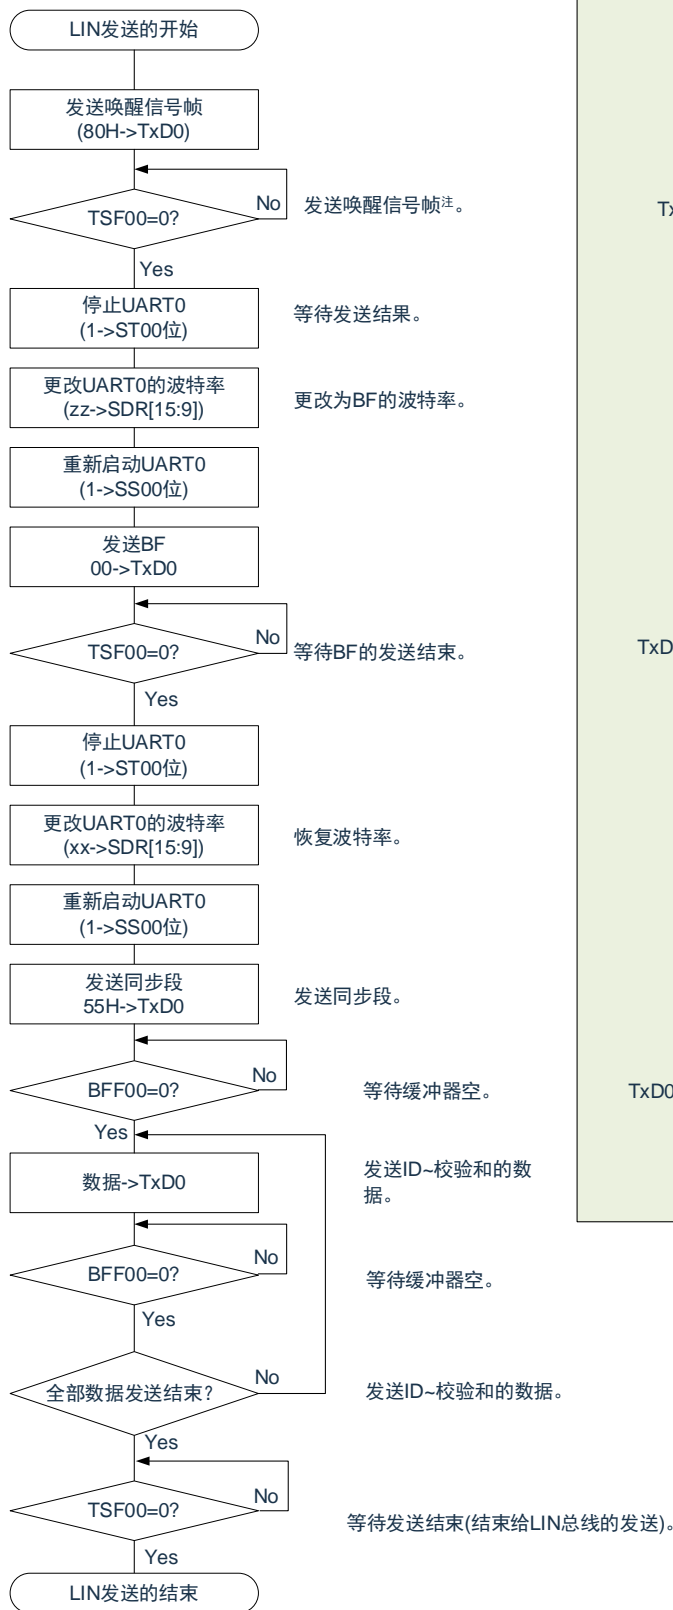 LIN发送的开始
发送唤醒信号帧
(80H->TxD0)
TSF00=0?
No
发送唤醒信号帧注。
Yes
停止UART0
(1->ST00位)
等待发送结果。
更改UART0的波特率
(zz->SDR[15:9])
更改为BF的波特率。
重新启动UART0
(1->SS00位)
发送BF
00->TxD0
TSF00=0?
No
等待BF的发送结束。
Yes
停止UART0
(1->ST00位)
更改UART0的波特率
(xx->SDR[15:9])
恢复波特率。
重新启动UART0
(1->SS00位)
发送同步段
55H->TxD0
发送同步段。
BFF00=0?
No
等待缓冲器空。
Yes
数据->TxD0
发送ID~校验和的数
据。
BFF00=0?
No
等待缓冲器空。
Yes
全部数据发送结束?
No
发送ID~校验和的数据。
Yes
TSF00=0?
No
等待发送结束(结束给LIN总线的发送)。
Yes
LIN发送的结束
TxD0